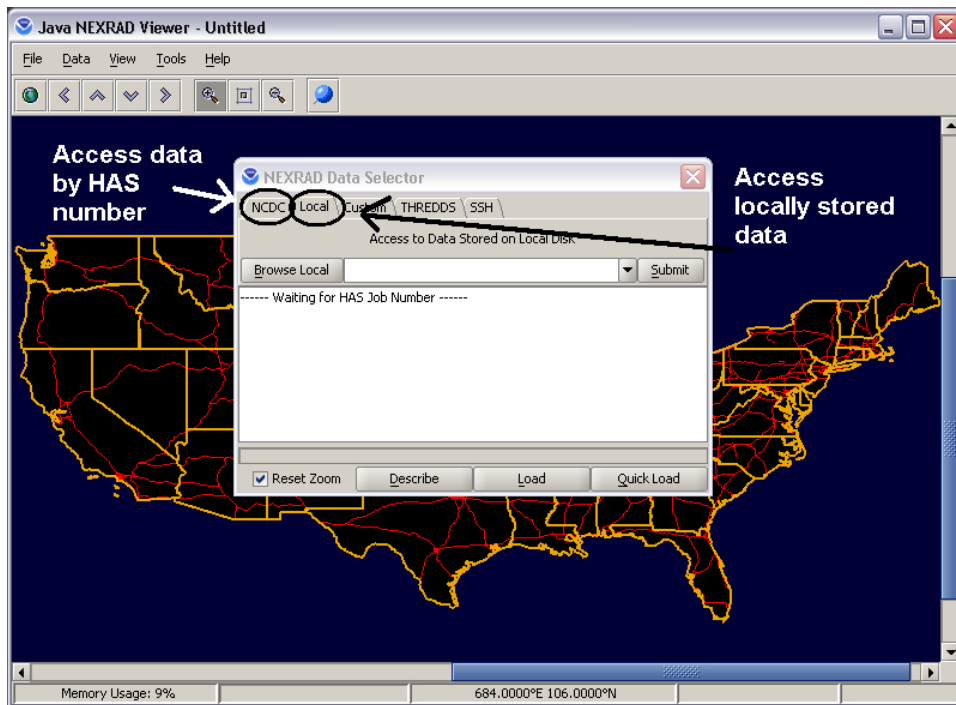 Java NEXRAD Viewer - Untitled
File Data View Tools Help
Access data
by HAS
number
NEXRAD Data Selector
Access
locally stored
data
NCDC Local Custom THREDDS SSH
Access to Data Stored on Local Disk
Browse Local Submit
------ Waiting for HAS Job Number ------
Reset Zoom Describe Load Quick Load
Memory Usage: 9% 684.0000°E 106.0000°N